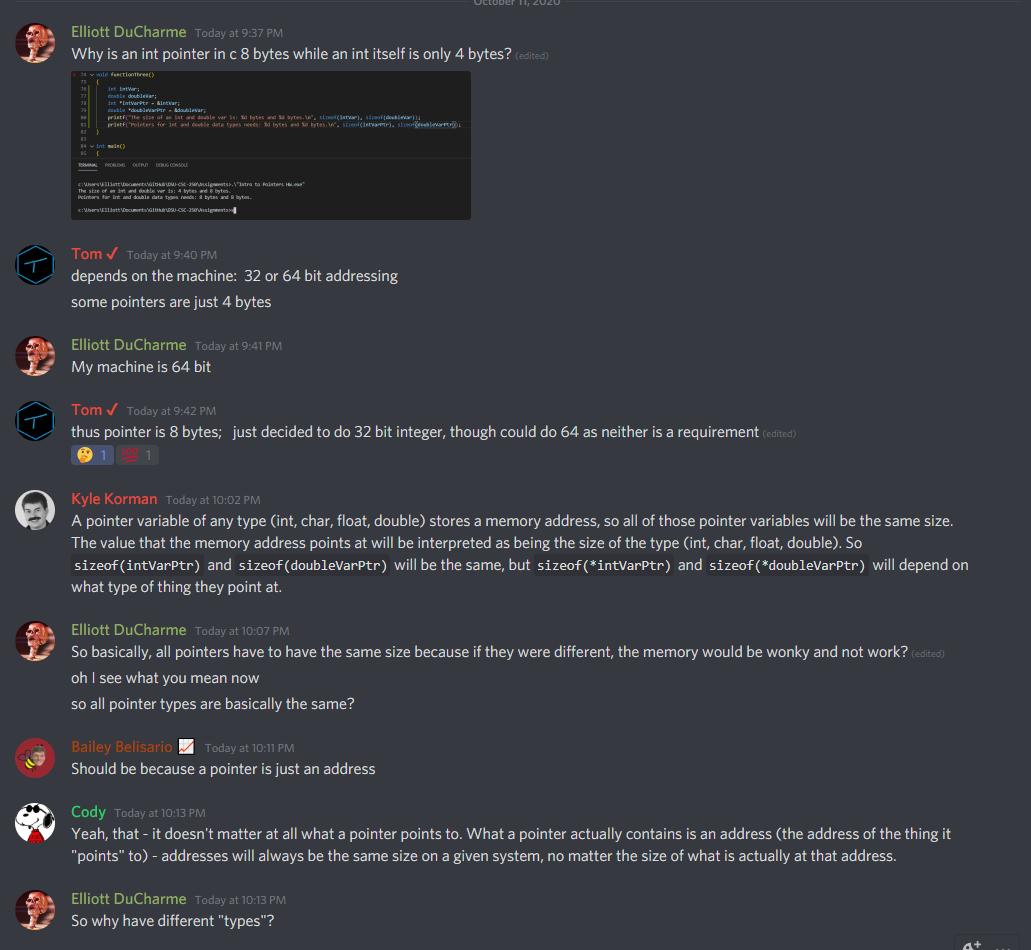 October 11, 2020
Elliott DuCharme Today at 9:37 PM
Why is an int pointer in c 8 bytes while an int itself is only 4 bytes? (edited)
74 void functionThree()
75 {
76 int intVar;
77 double doubleVar;
78 int *intVarPtr = &intVar;
79 double *doubleVarPtr = &doubleVar;
80 printf("The size of an int and double var is: %d bytes and %d bytes.\n", sizeof(intVar), sizeof(doubleVar));
81 printf("Pointers for int and double data types needs: %d bytes and %d bytes.\n", sizeof(intVarPtr), sizeof(doubleVarPtr));
82 }
83
84 int main()
85 {
TERMINAL PROBLEMS OUTPUT DEBUG CONSOLE
c:\Users\Elliott\Documents\GitHub\DSU-CSC-250\Assignments>.\"Intro to Pointers HW.exe"
The size of an int and double var is: 4 bytes and 8 bytes.
Pointers for int and double data types needs: 8 bytes and 8 bytes.
c:\Users\Elliott\Documents\GitHub\DSU-CSC-250\Assignments>
Tom Today at 9:40 PM
depends on the machine: 32 or 64 bit addressing
some pointers are just 4 bytes
Elliott DuCharme Today at 9:41 PM
My machine is 64 bit
Tom Today at 9:42 PM
thus pointer is 8 bytes; just decided to do 32 bit integer, though could do 64 as neither is a requirement (edited)
🤔 1 💯 1
Kyle Korman Today at 10:02 PM
A pointer variable of any type (int, char, float, double) stores a memory address, so all of those pointer variables will be the same size.
The value that the memory address points at will be interpreted as being the size of the type (int, char, float, double). So
sizeof(intVarPtr) and sizeof(doubleVarPtr) will be the same, but sizeof(*intVarPtr) and sizeof(*doubleVarPtr) will depend on
what type of thing they point at.
Elliott DuCharme Today at 10:07 PM
So basically, all pointers have to have the same size because if they were different, the memory would be wonky and not work? (edited)
oh I see what you mean now
so all pointer types are basically the same?
Bailey Belisario 📈 Today at 10:11 PM
Should be because a pointer is just an address
Cody Today at 10:13 PM
Yeah, that - it doesn't matter at all what a pointer points to. What a pointer actually contains is an address (the address of the thing it
"points" to) - addresses will always be the same size on a given system, no matter the size of what is actually at that address.
Elliott DuCharme Today at 10:13 PM
So why have different "types"?